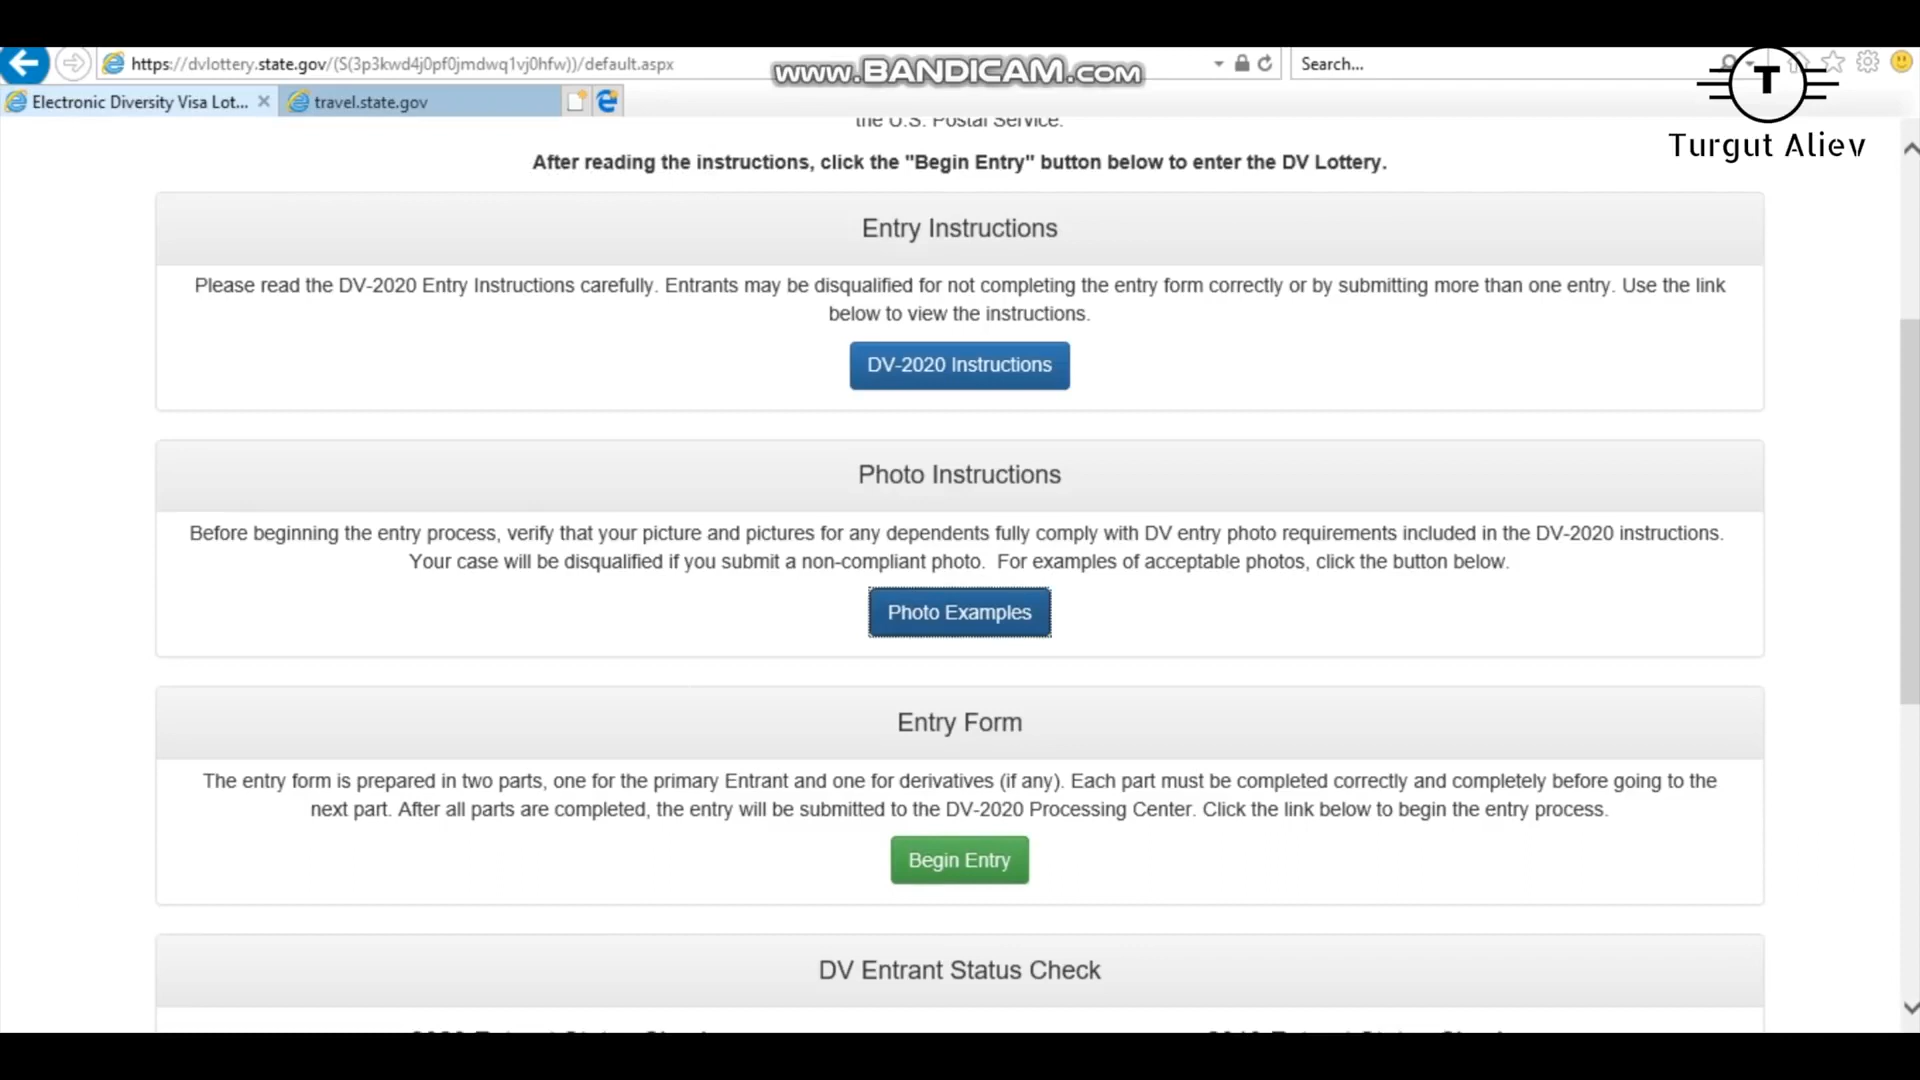 https://dvlottery.state.gov/(S(3p3kwd4j0pf0jmdwq1vj0hfw))/default.aspx
www.BANDICAM.com
Search...
T
Electronic Diversity Visa Lot...
travel.state.gov
Turgut Aliev
the U.S. Postal Service.
After reading the instructions, click the "Begin Entry" button below to enter the DV Lottery.
Entry Instructions
Please read the DV-2020 Entry Instructions carefully. Entrants may be disqualified for not completing the entry form correctly or by submitting more than one entry. Use the link
below to view the instructions.
DV-2020 Instructions
Photo Instructions
Before beginning the entry process, verify that your picture and pictures for any dependents fully comply with DV entry photo requirements included in the DV-2020 instructions.
Your case will be disqualified if you submit a non-compliant photo. For examples of acceptable photos, click the button below.
Photo Examples
Entry Form
The entry form is prepared in two parts, one for the primary Entrant and one for derivatives (if any). Each part must be completed correctly and completely before going to the
next part. After all parts are completed, the entry will be submitted to the DV-2020 Processing Center. Click the link below to begin the entry process.
Begin Entry
DV Entrant Status Check